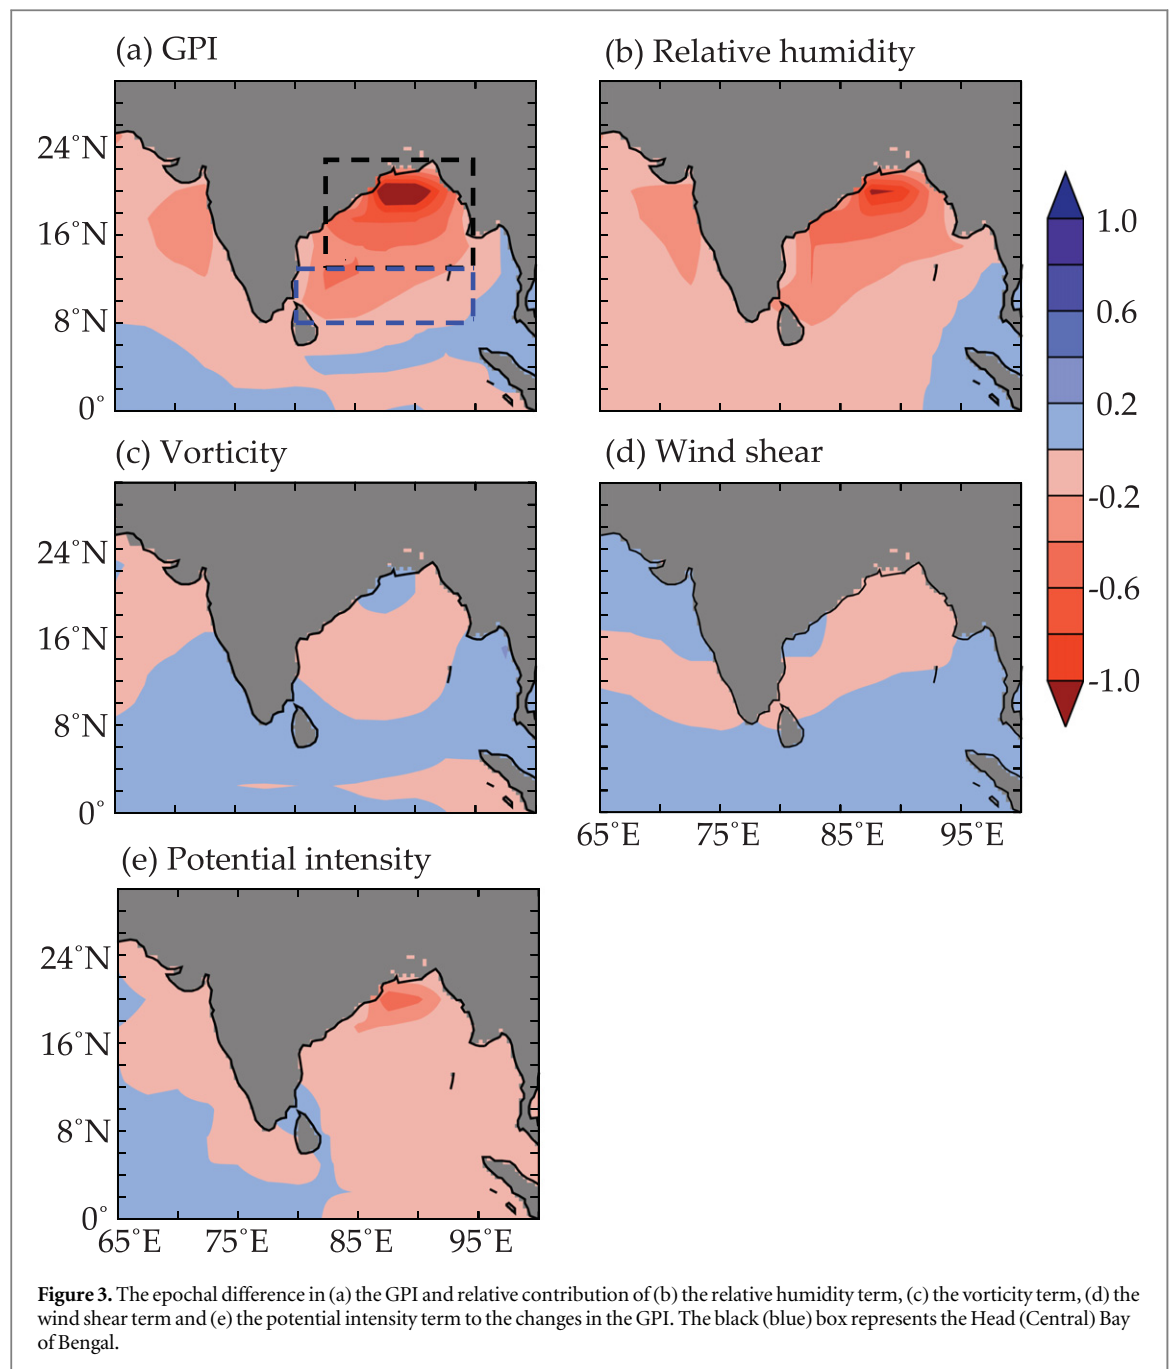 (a) GPI
(b) Relative humidity
24°N
16°N
8°N
0°
1.0
0.6
0.2
-0.2
-0.6
-1.0
(c) Vorticity
(d) Wind shear
24°N
16°N
8°N
0°
65°E 75°E 85°E 95°E
(e) Potential intensity
24°N
16°N
8°N
0°
65°E 75°E 85°E 95°E
Figure 3. The epochal difference in (a) the GPI and relative contribution of (b) the relative humidity term, (c) the vorticity term, (d) the
wind shear term and (e) the potential intensity term to the changes in the GPI. The black (blue) box represents the Head (Central) Bay
of Bengal.